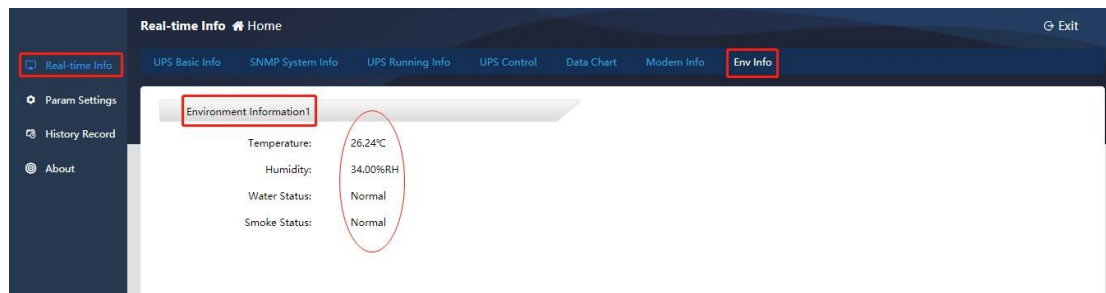 Real-time Info Home
Exit
Real-time Info
UPS Basic Info SNMP System Info UPS Running Info UPS Control Data Chart Modem Info Env Info
Param Settings
History Record
About
Environment Information1
Temperature: 26.24℃
Humidity: 34.00%RH
Water Status: Normal
Smoke Status: Normal